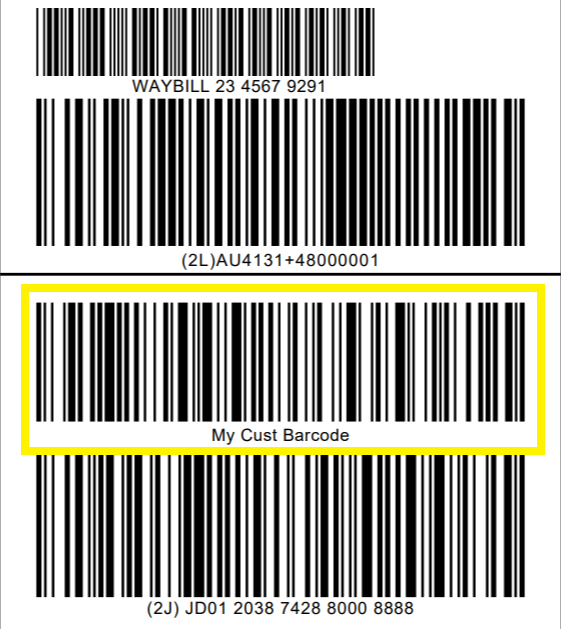 WAYBILL 23 4567 9291
(2L)AU4131+48000001
My Cust Barcode
(2J) JD01 2038 7428 8000 8888